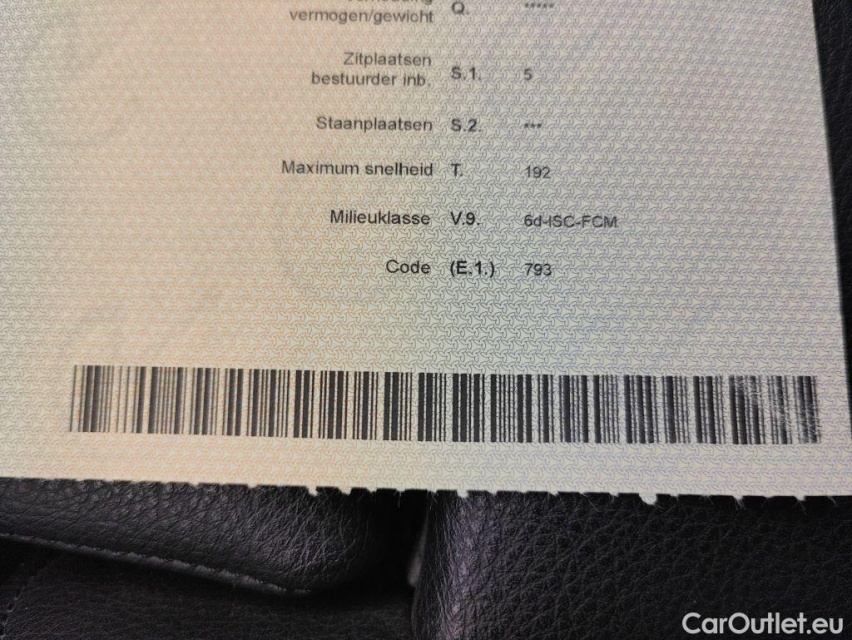 vermogen/gewicht Q. *****
Zitplaatsen
bestuurder inb. S.1. 5
Staanplaatsen S.2. ***
Maximum snelheid T. 192
Milieuklasse V.9. 6d-ISC-FCM
Code (E.1.) 793
CarOutlet.eu